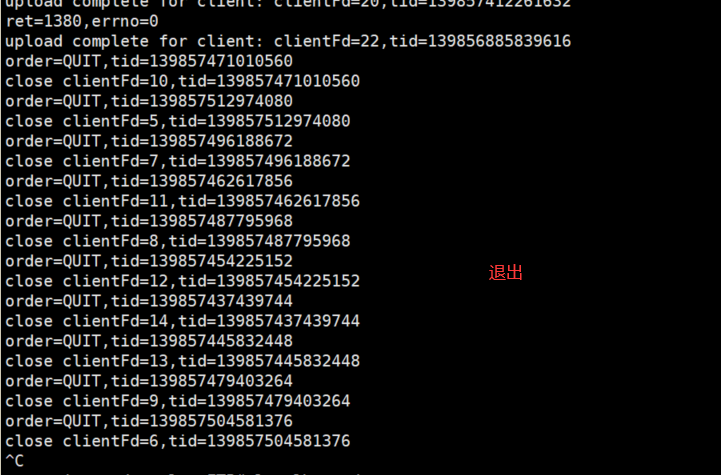 upload complete for client: clientFd=20,tid=139857412261632
ret=1380,errno=0
upload complete for client: clientFd=22,tid=139856885839616
order=QUIT,tid=139857471010560
close clientFd=10,tid=139857471010560
order=QUIT,tid=139857512974080
close clientFd=5,tid=139857512974080
order=QUIT,tid=139857496188672
close clientFd=7,tid=139857496188672
order=QUIT,tid=139857462617856
close clientFd=11,tid=139857462617856
order=QUIT,tid=139857487795968
close clientFd=8,tid=139857487795968
order=QUIT,tid=139857454225152
退出
close clientFd=12,tid=139857454225152
order=QUIT,tid=139857437439744
close clientFd=14,tid=139857437439744
order=QUIT,tid=139857445832448
close clientFd=13,tid=139857445832448
order=QUIT,tid=139857479403264
close clientFd=9,tid=139857479403264
order=QUIT,tid=139857504581376
close clientFd=6,tid=139857504581376
^C